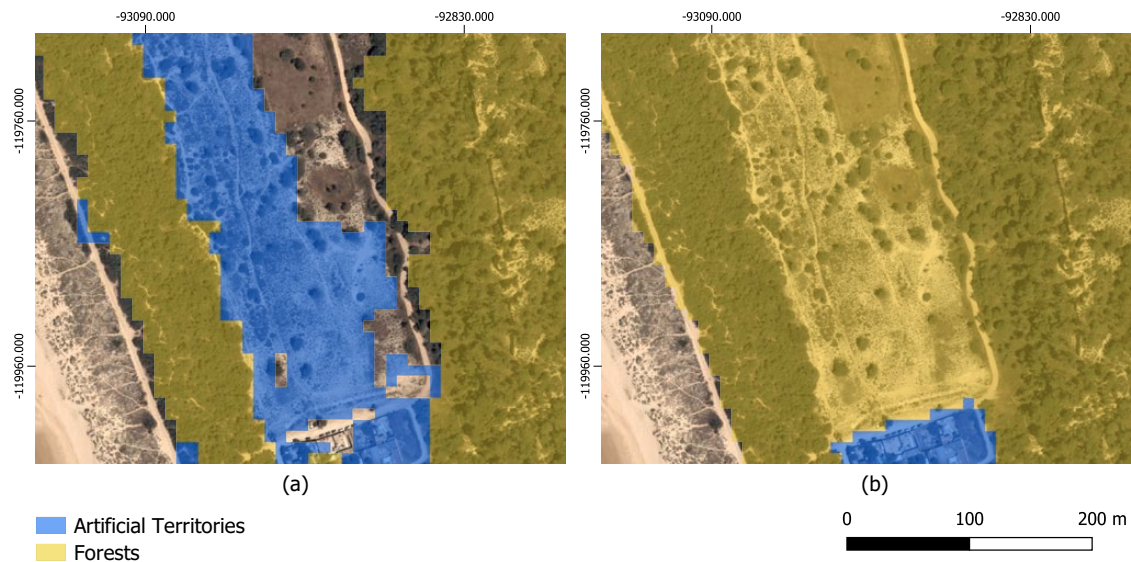 -93090.000 -92830.000 -93090.000 -92830.000
-119760.000 -119760.000
-119960.000 -119960.000
(a) (b)
Artificial Territories
Forests
0 100 200 m